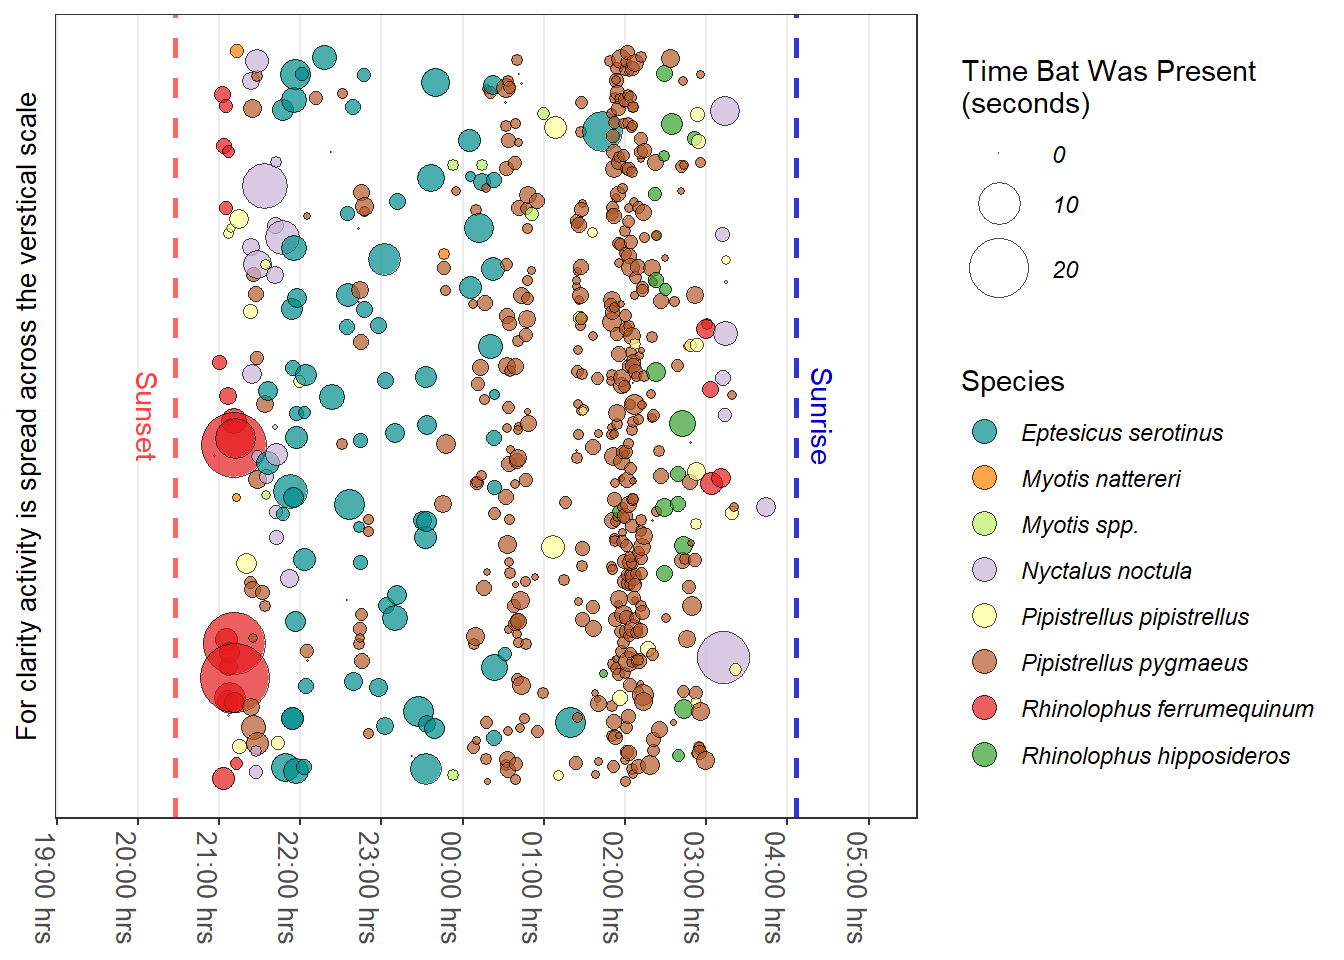 For clarity activity is spread across the verstical scale
Sunset
Sunrise
19:00 hrs
20:00 hrs
21:00 hrs
22:00 hrs
23:00 hrs
00:00 hrs
01:00 hrs
02:00 hrs
03:00 hrs
04:00 hrs
05:00 hrs
Time Bat Was Present
(seconds)
0
10
20
Species
Eptesicus serotinus
Myotis nattereri
Myotis spp.
Nyctalus noctula
Pipistrellus pipistrellus
Pipistrellus pygmaeus
Rhinolophus ferrumequinum
Rhinolophus hipposideros